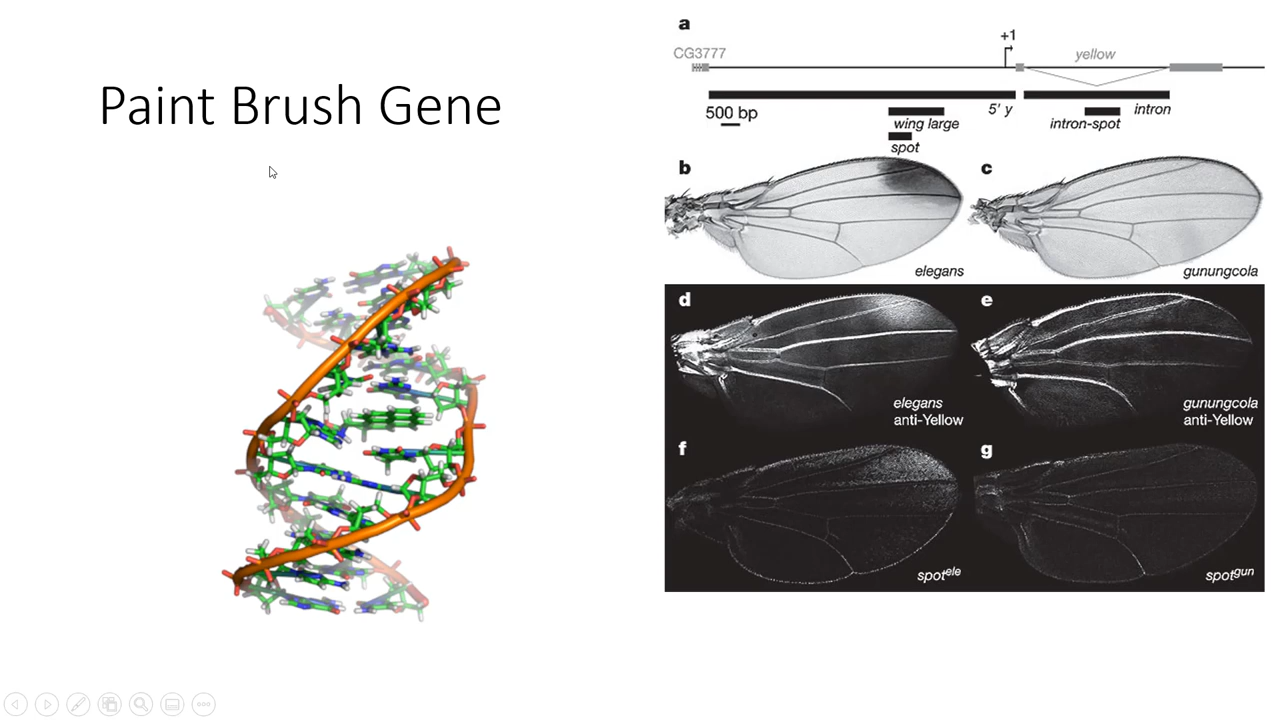 Paint Brush Gene
a
+1
CG3777
yellow
500 bp
5' y
intron
wing large
intron-spot
spot
b
c
elegans
gunungcola
d
e
elegans
anti-Yellow
gunungcola
anti-Yellow
f
g
spotele
spotgun